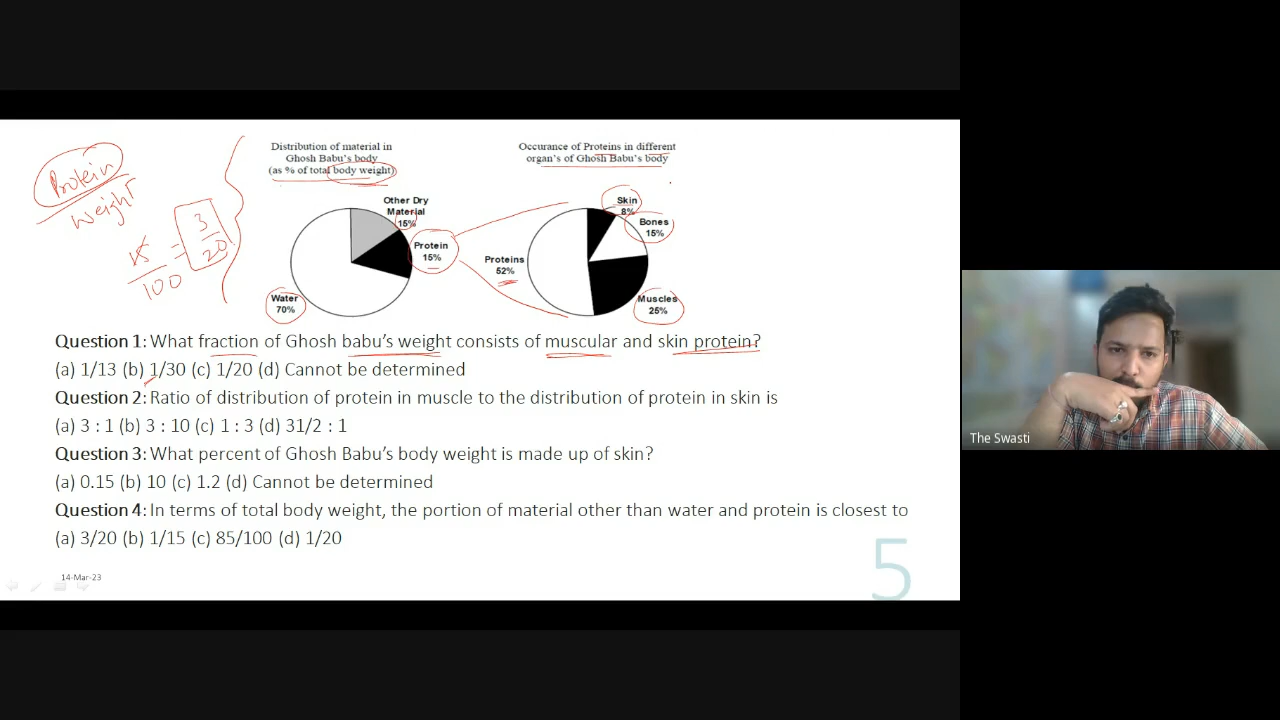 Protein
Weight
15
100
=
3
20
Distribution of material in
Ghosh Babu's body
(as % of total body weight)
Other Dry
Material
15%
Protein
15%
Water
70%
Occurance of Proteins in different
organ's of Ghosh Babu's body
Skin
8%
Bones
15%
Proteins
52%
Muscles
25%
Question 1: What fraction of Ghosh babu's weight consists of muscular and skin protein?
(a) 1/13 (b) 1/30 (c) 1/20 (d) Cannot be determined
Question 2: Ratio of distribution of protein in muscle to the distribution of protein in skin is
(a) 3 : 1 (b) 3 : 10 (c) 1 : 3 (d) 31/2 : 1
Question 3: What percent of Ghosh Babu's body weight is made up of skin?
(a) 0.15 (b) 10 (c) 1.2 (d) Cannot be determined
Question 4: In terms of total body weight, the portion of material other than water and protein is closest to
(a) 3/20 (b) 1/15 (c) 85/100 (d) 1/20
14-Mar-23
5
The Swasti